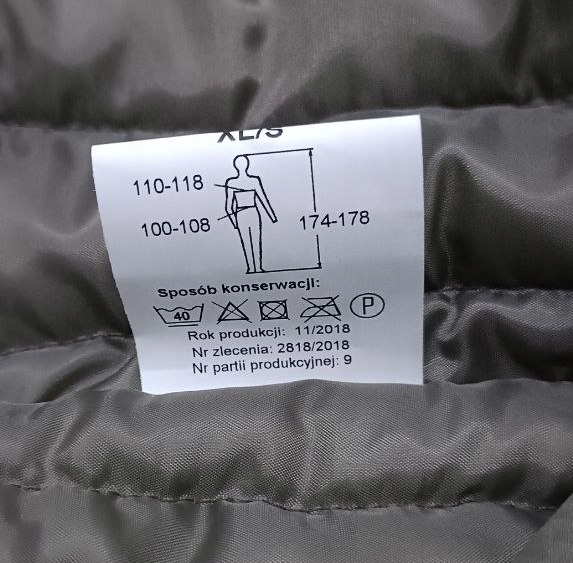 XL/S
110-118
100-108
174-178
Sposób konserwacji:
40 P
Rok produkcji: 11/2018
Nr zlecenia: 2818/2018
Nr partii produkcyjnej: 9